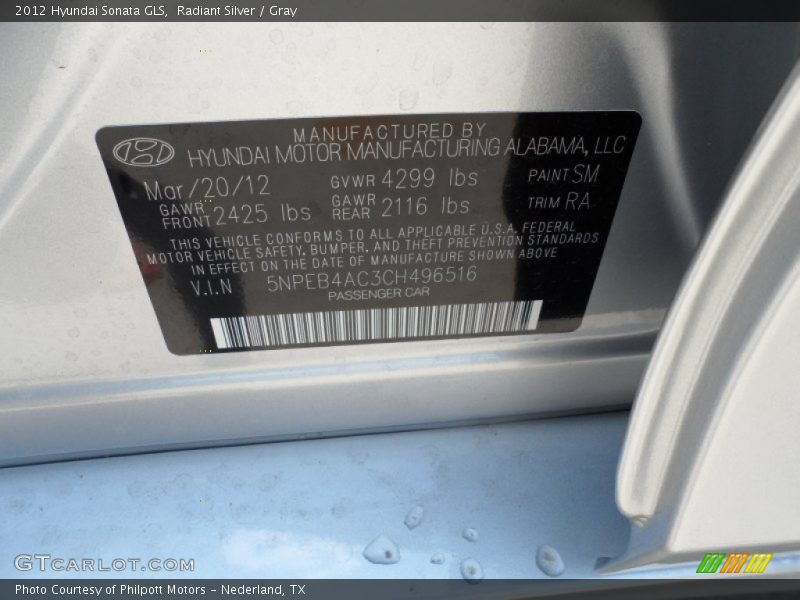 2012 Hyundai Sonata GLS, Radiant Silver / Gray
MANUFACTURED BY
HYUNDAI MOTOR MANUFACTURING ALABAMA, LLC
Mar/20/12 GVWR 4299 lbs PAINT SM
GAWR FRONT 2425 lbs GAWR REAR 2116 lbs TRIM RA
THIS VEHICLE CONFORMS TO ALL APPLICABLE U.S.A. FEDERAL
MOTOR VEHICLE SAFETY, BUMPER, AND THEFT PREVENTION STANDARDS
IN EFFECT ON THE DATE OF MANUFACTURE SHOWN ABOVE
V.I.N 5NPEB4AC3CH496516
PASSENGER CAR
GTCARLOT.COM
Photo Courtesy of Philpott Motors - Nederland, TX